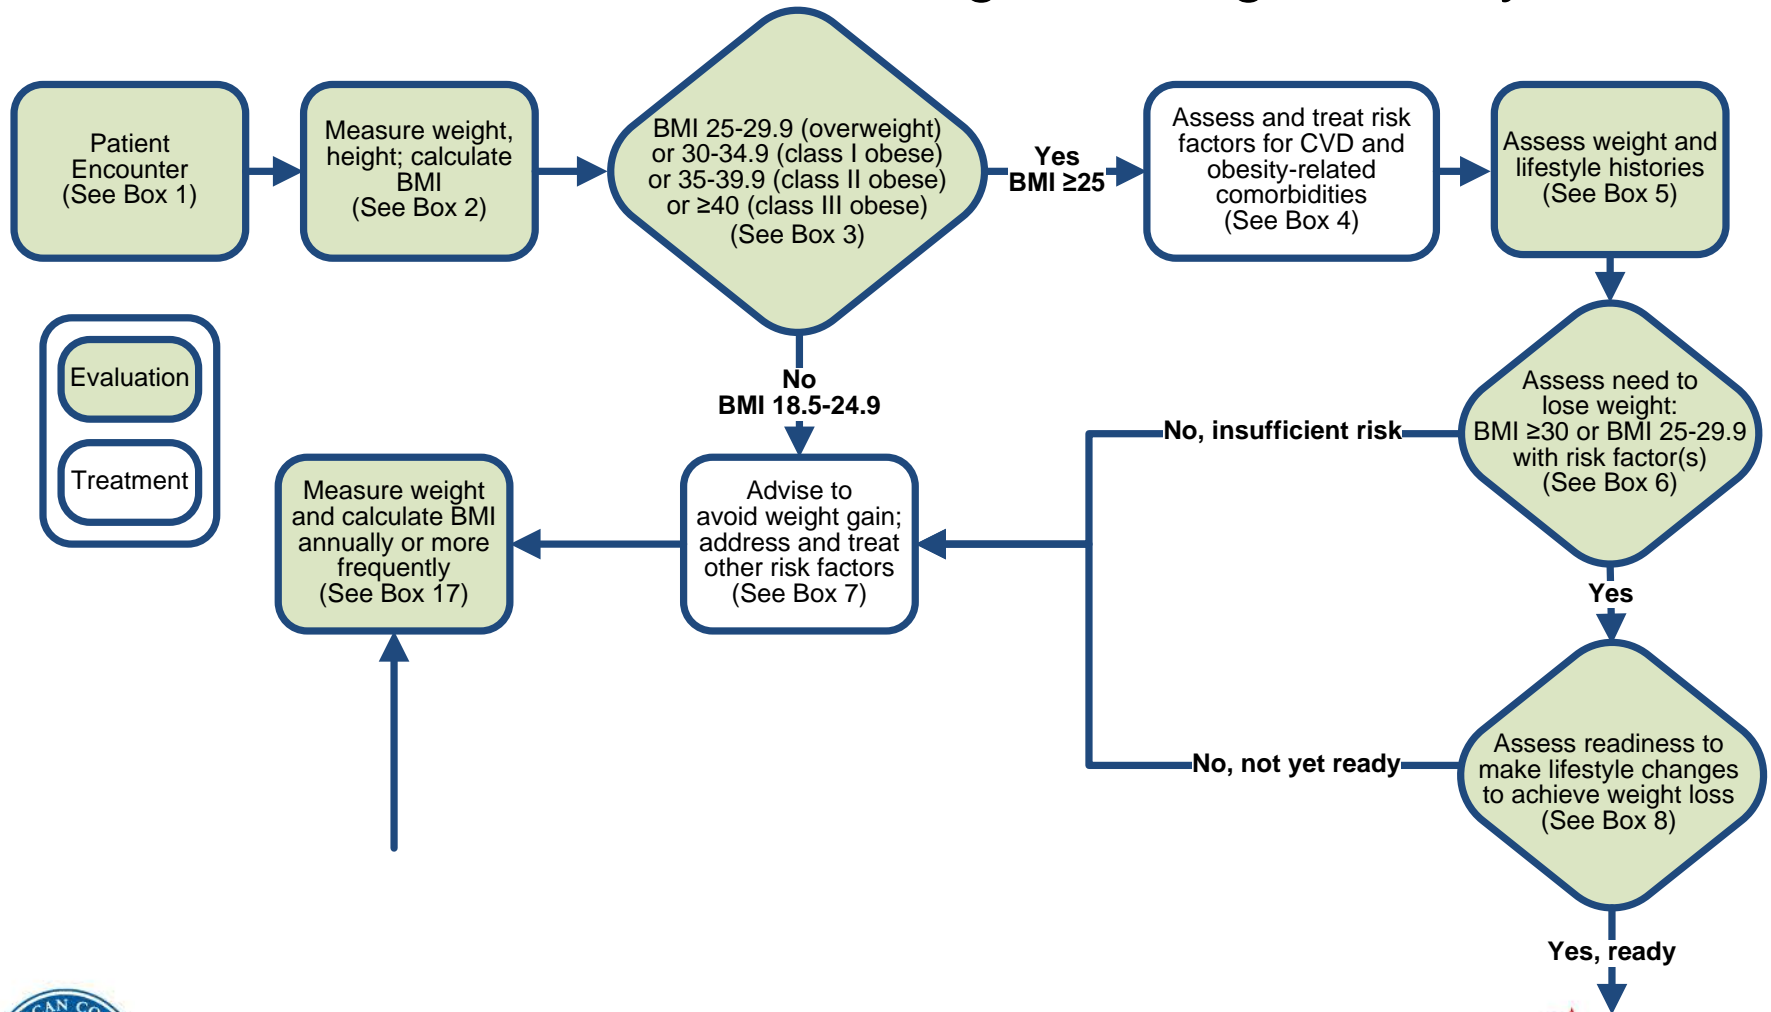 Patient
Encounter
(See Box 1)
Measure weight,
height; calculate
BMI
(See Box 2)
BMI 25-29.9 (overweight)
or 30-34.9 (class I obese)
or 35-39.9 (class II obese)
or ≥40 (class III obese)
(See Box 3)
Yes
BMI ≥25
Assess and treat risk
factors for CVD and
obesity-related
comorbidities
(See Box 4)
Assess weight and
lifestyle histories
(See Box 5)
Evaluation
Treatment
No
BMI 18.5-24.9
No, insufficient risk
Assess need to
lose weight:
BMI ≥30 or BMI 25-29.9
with risk factor(s)
(See Box 6)
Measure weight
and calculate BMI
annually or more
frequently
(See Box 17)
Advise to
avoid weight gain;
address and treat
other risk factors
(See Box 7)
Yes
No, not yet ready
Assess readiness to
make lifestyle changes
to achieve weight loss
(See Box 8)
Yes, ready
CAN CO